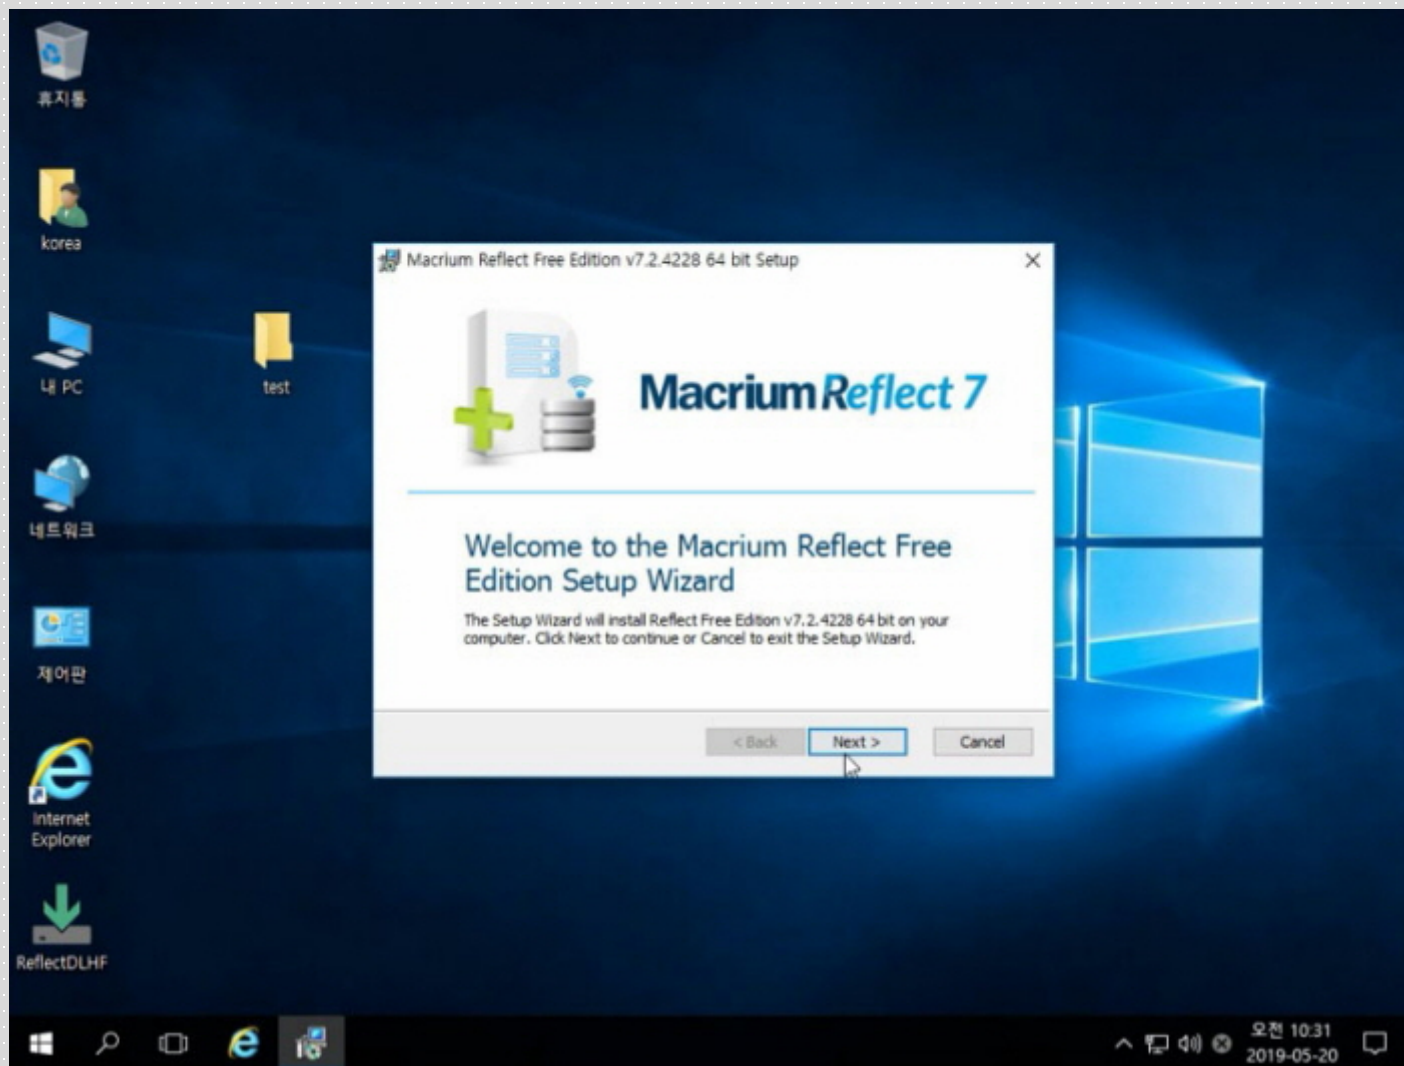 휴지통
korea
내 PC
test
네트워크
제어판
Internet
Explorer
ReflectDLHF
Macrium Reflect Free Edition v7.2.4228 64 bit Setup
Macrium Reflect 7
Welcome to the Macrium Reflect Free
Edition Setup Wizard
The Setup Wizard will install Reflect Free Edition v7.2.4228 64 bit on your
computer. Click Next to continue or Cancel to exit the Setup Wizard.
< Back
Next >
Cancel
오전 10:31
2019-05-20